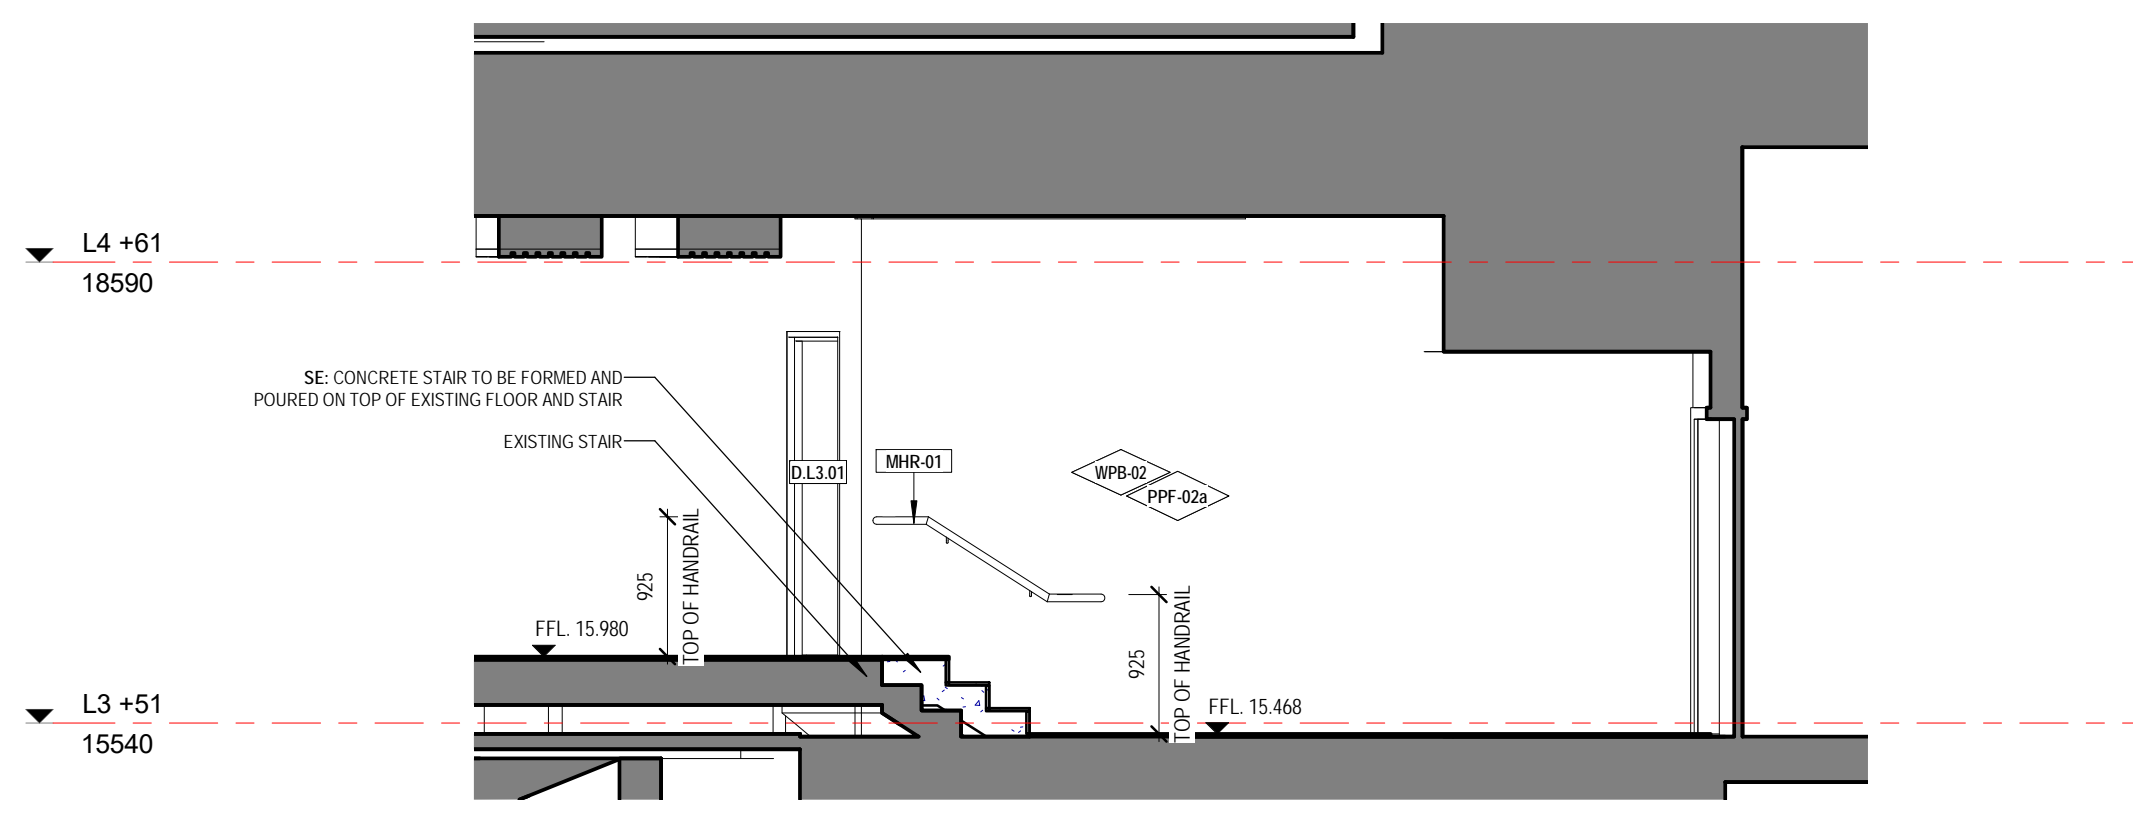 L4 +61
18590
SE: CONCRETE STAIR TO BE FORMED AND
POURED ON TOP OF EXISTING FLOOR AND STAIR
EXISTING STAIR
D.L3.01
MHR-01
WPB-02
PPF-02a
925
TOP OF HANDRAIL
FFL. 15.980
925
TOP OF HANDRAIL
FFL. 15.468
L3 +51
15540